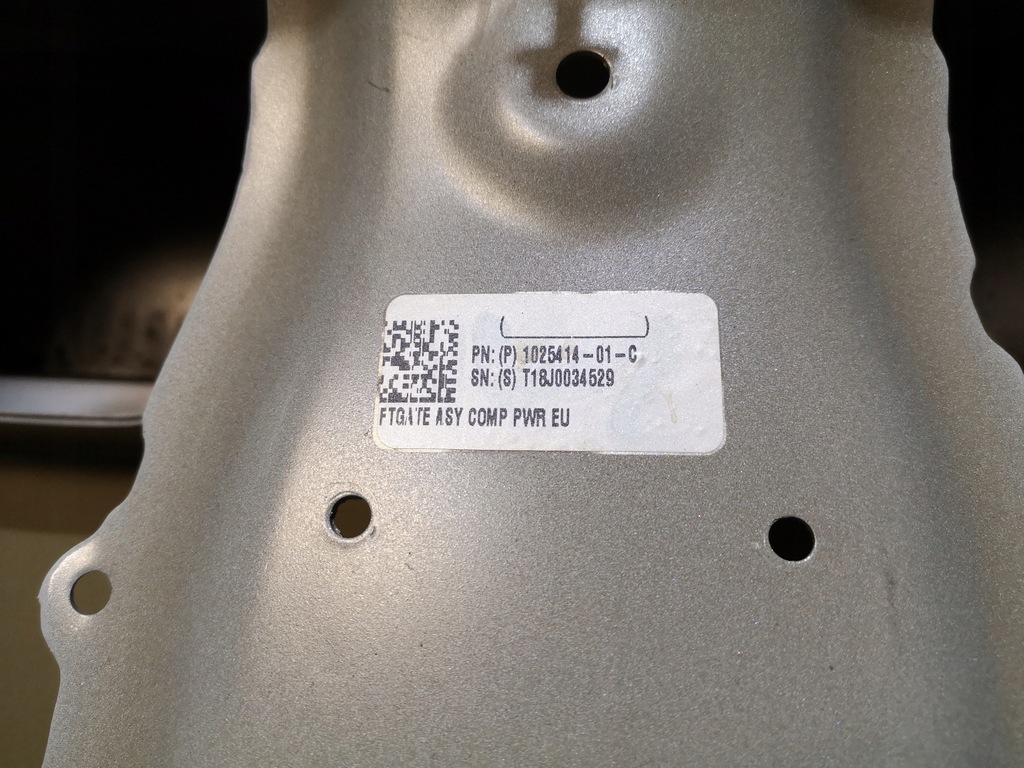 PN: (P) 1025414-01-C
SN: (S) T18J0034529
FTGATE ASY COMP PWR EU